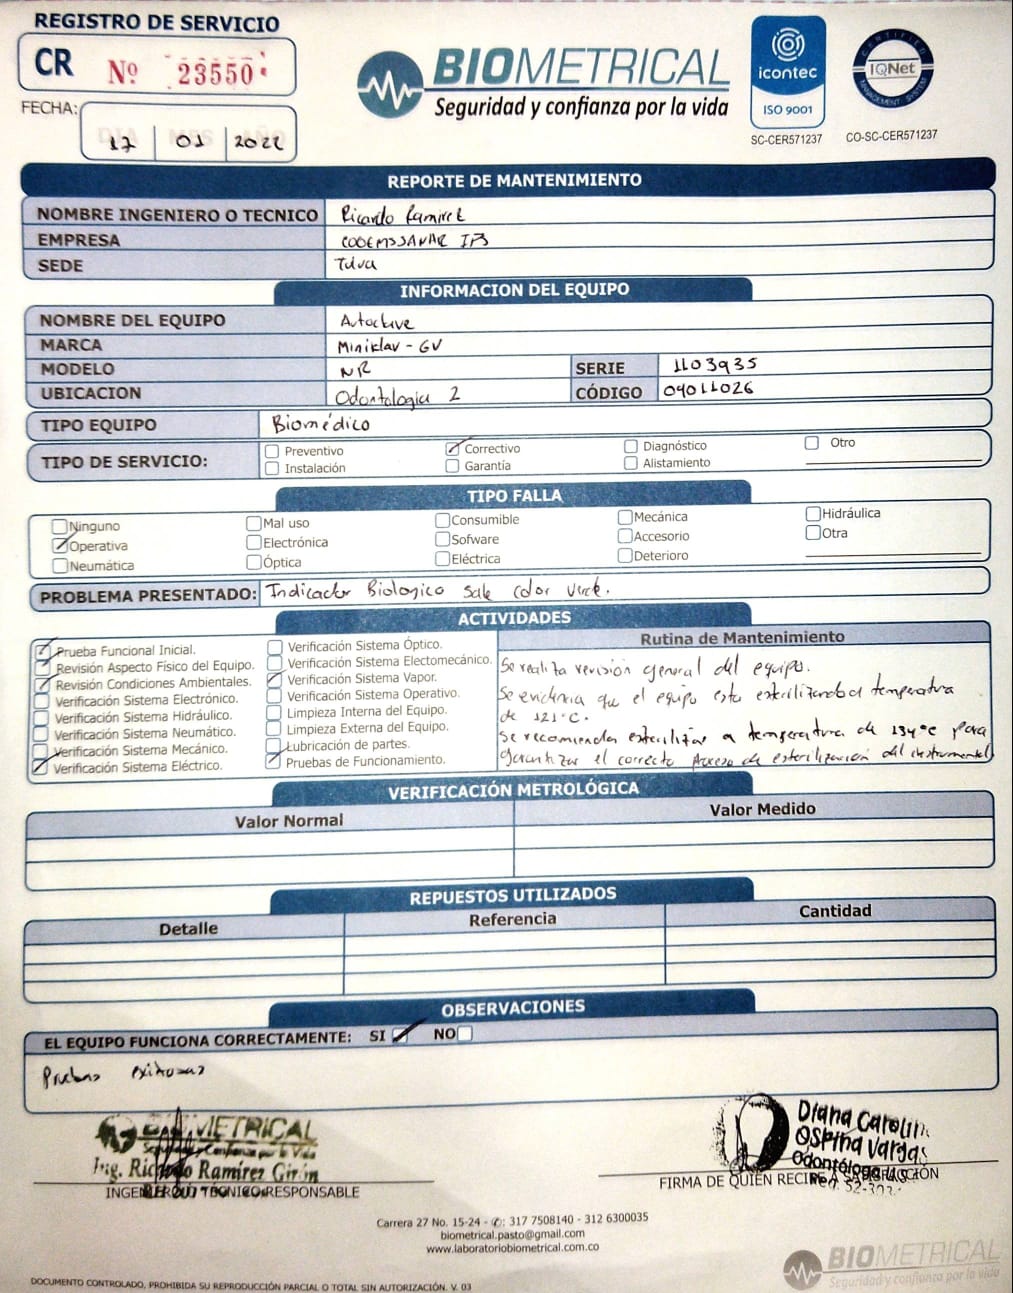 REGISTRO DE SERVICIO
CR Nº 23550
BIOMETRICAL
Seguridad y confianza por la vida
icontec
ISO 9001
SC-CER571237
CERTIFIED
IQNet
MANAGEMENT SYSTEM
CO-SC-CER571237
FECHA:
DIA MES AÑO
17 01 2022
REPORTE DE MANTENIMIENTO
NOMBRE INGENIERO O TECNICO Ricardo Ramirez
EMPRESA CODEMSSANAR IPS
SEDE
INFORMACION DEL EQUIPO
NOMBRE DEL EQUIPO Autoclave
MARCA Miniklav - GV
MODELO NR SERIE 1103935
UBICACION Odontologia 2 CÓDIGO 04011026
TIPO EQUIPO Biomédico
TIPO DE SERVICIO:
Preventivo Correctivo Diagnóstico Otro
Instalación Garantía Alistamiento
TIPO FALLA
Ninguno Mal uso Consumible Mecánica Hidráulica
Operativa Electrónica Sofware Accesorio Otra
Neumática Óptica Eléctrica Deterioro
PROBLEMA PRESENTADO: Indicador Biologico sale color verde.
ACTIVIDADES
Prueba Funcional Inicial.
Revisión Aspecto Físico del Equipo.
Revisión Condiciones Ambientales.
Verificación Sistema Electrónico.
Verificación Sistema Hidráulico.
Verificación Sistema Neumático.
Verificación Sistema Mecánico.
Verificación Sistema Eléctrico.
Verificación Sistema Óptico.
Verificación Sistema Electomecánico.
Verificación Sistema Vapor.
Verificación Sistema Operativo.
Limpieza Interna del Equipo.
Limpieza Externa del Equipo.
Lubricación de partes.
Pruebas de Funcionamiento.
Rutina de Mantenimiento
Se realiza revisión general del equipo.
Se evidencia que el equipo esta esterilizando a temperatura
de 121°C.
Se recomienda esterilizar a temperatura de 134°C para
garantizar el correcto proceso de esterilización del instrumental
VERIFICACIÓN METROLÓGICA
Valor Normal Valor Medido
REPUESTOS UTILIZADOS
Detalle Referencia Cantidad
OBSERVACIONES
EL EQUIPO FUNCIONA CORRECTAMENTE: SI NO
Pruebas exitosas
BIOMETRICAL
Seguridad y Confianza por la Vida
Ing. Ricardo Ramírez Girón
INGENIERO U TECNICO RESPONSABLE
Diana Carolin
Ospina Vargas
Odontóloga
FIRMA DE QUIEN RECIBE A SATISFACCIÓN
Carrera 27 No. 15-24 - ✆: 317 7508140 - 312 6300035
biometrical.pasto@gmail.com
www.laboratoriobiometrical.com.co
DOCUMENTO CONTROLADO, PROHIBIDA SU REPRODUCCIÓN PARCIAL O TOTAL SIN AUTORIZACIÓN. V. 03
BIOMETRICAL
Seguridad y confianza por la vida